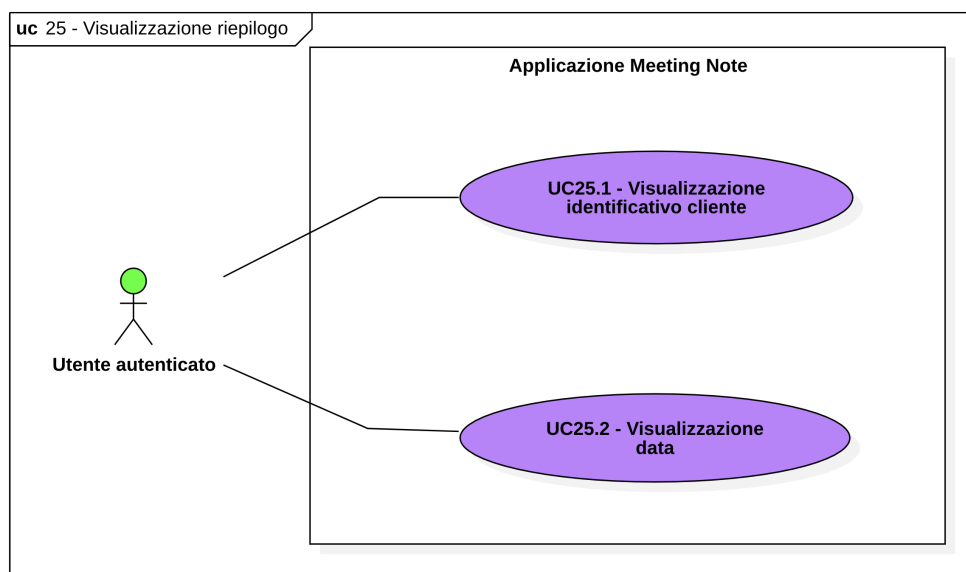 uc 25 - Visualizzazione riepilogo
Applicazione Meeting Note
UC25.1 - Visualizzazione
identificativo cliente
Utente autenticato
UC25.2 - Visualizzazione
data